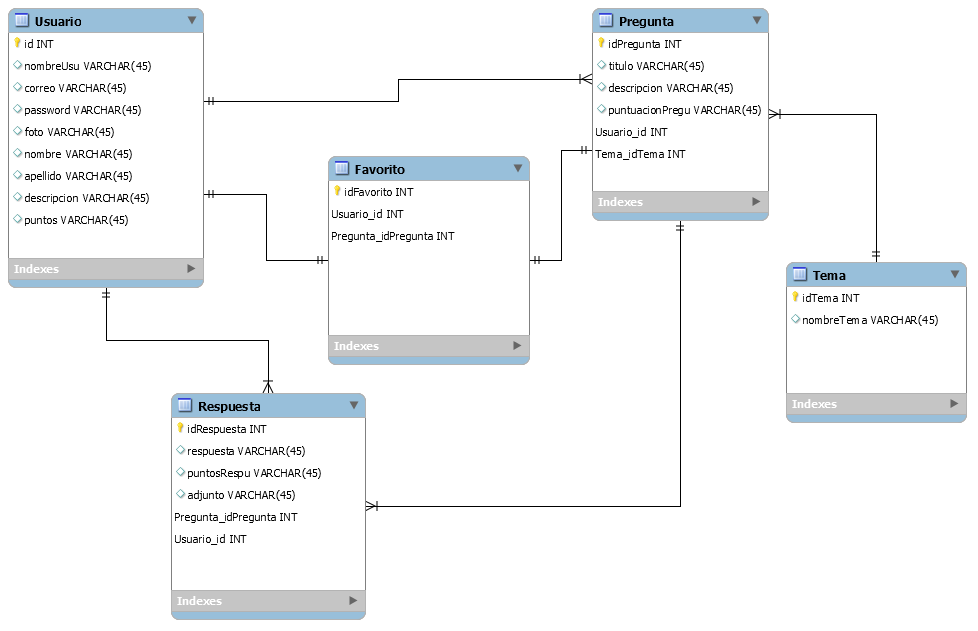 Usuario
id INT
nombreUsu VARCHAR(45)
correo VARCHAR(45)
password VARCHAR(45)
foto VARCHAR(45)
nombre VARCHAR(45)
apellido VARCHAR(45)
descripcion VARCHAR(45)
puntos VARCHAR(45)
Indexes
Pregunta
idPregunta INT
titulo VARCHAR(45)
descripcion VARCHAR(45)
puntuacionPregu VARCHAR(45)
Usuario_id INT
Tema_idTema INT
Indexes
Favorito
idFavorito INT
Usuario_id INT
Pregunta_idPregunta INT
Indexes
Tema
idTema INT
nombreTema VARCHAR(45)
Indexes
Respuesta
idRespuesta INT
respuesta VARCHAR(45)
puntosRespu VARCHAR(45)
adjunto VARCHAR(45)
Pregunta_idPregunta INT
Usuario_id INT
Indexes